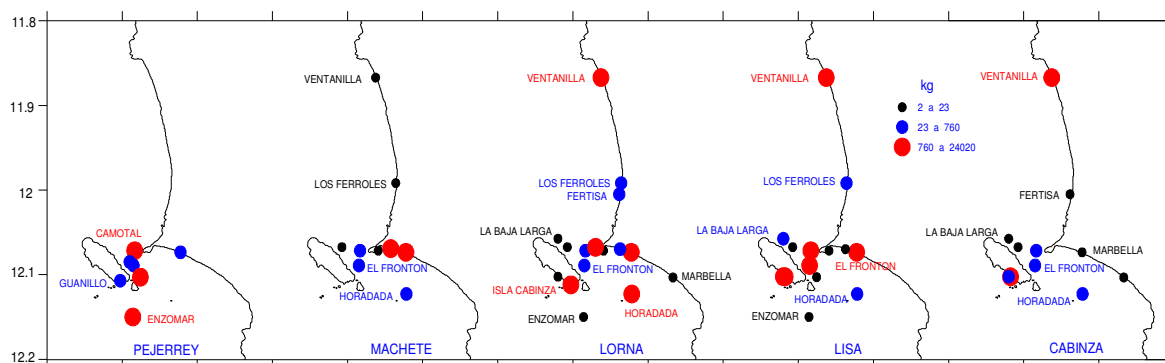 11.8
11.9
12
12.1
12.2
CAMOTAL
GUANILLO
ENZOMAR
PEJERREY
VENTANILLA
LOS FERROLES
EL FRONTON
HORADADA
MACHETE
VENTANILLA
LOS FERROLES
FERTISA
LA BAJA LARGA
EL FRONTON
MARBELLA
ISLA CABINZA
HORADADA
ENZOMAR
LORNA
VENTANILLA
LOS FERROLES
LA BAJA LARGA
EL FRONTON
HORADADA
ENZOMAR
LISA
kg
2 a 23
23 a 760
760 a 24020
VENTANILLA
FERTISA
LA BAJA LARGA
MARBELLA
EL FRONTON
HORADADA
CABINZA